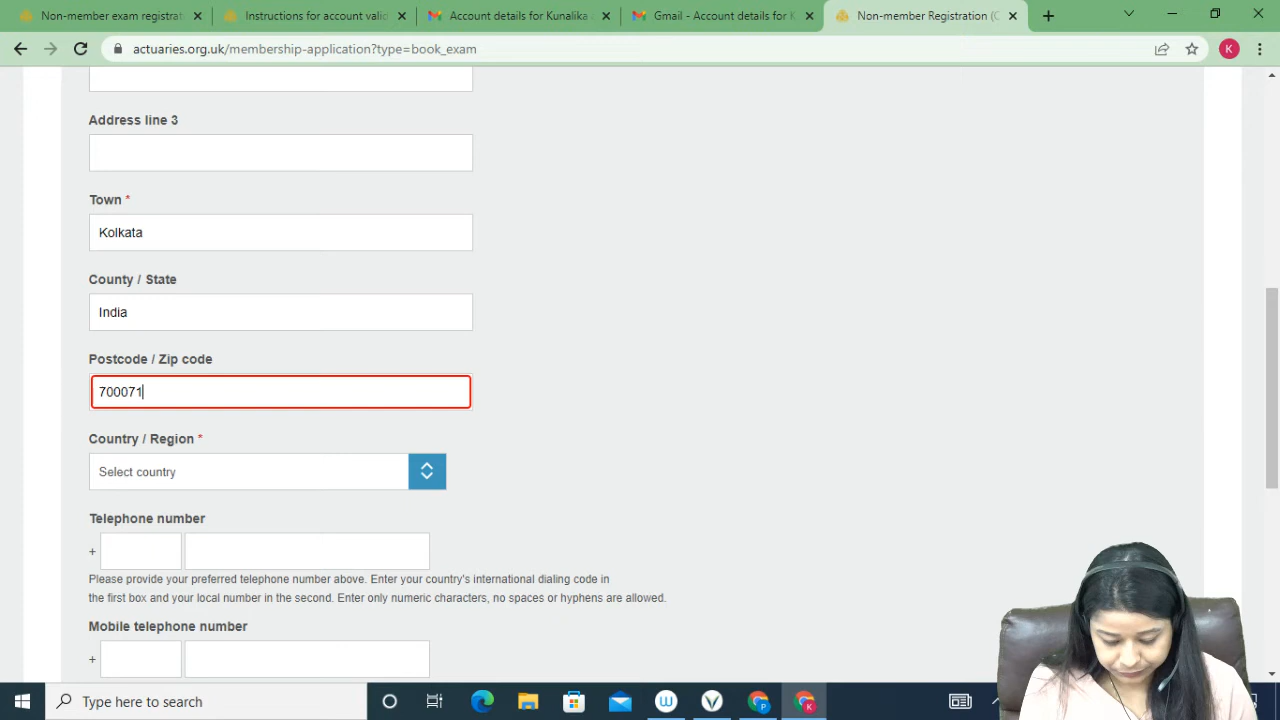 Non-member exam registrat
Instructions for account valid
Account details for Kunalika
Gmail - Account details for K
Non-member Registration (C
actuaries.org.uk/membership-application?type=book_exam
K
Address line 3
Town *
Kolkata
County / State
India
Postcode / Zip code
700071
Country / Region *
Select country
Telephone number
+
Please provide your preferred telephone number above. Enter your country's international dialing code in
the first box and your local number in the second. Enter only numeric characters, no spaces or hyphens are allowed.
Mobile telephone number
+
Type here to search